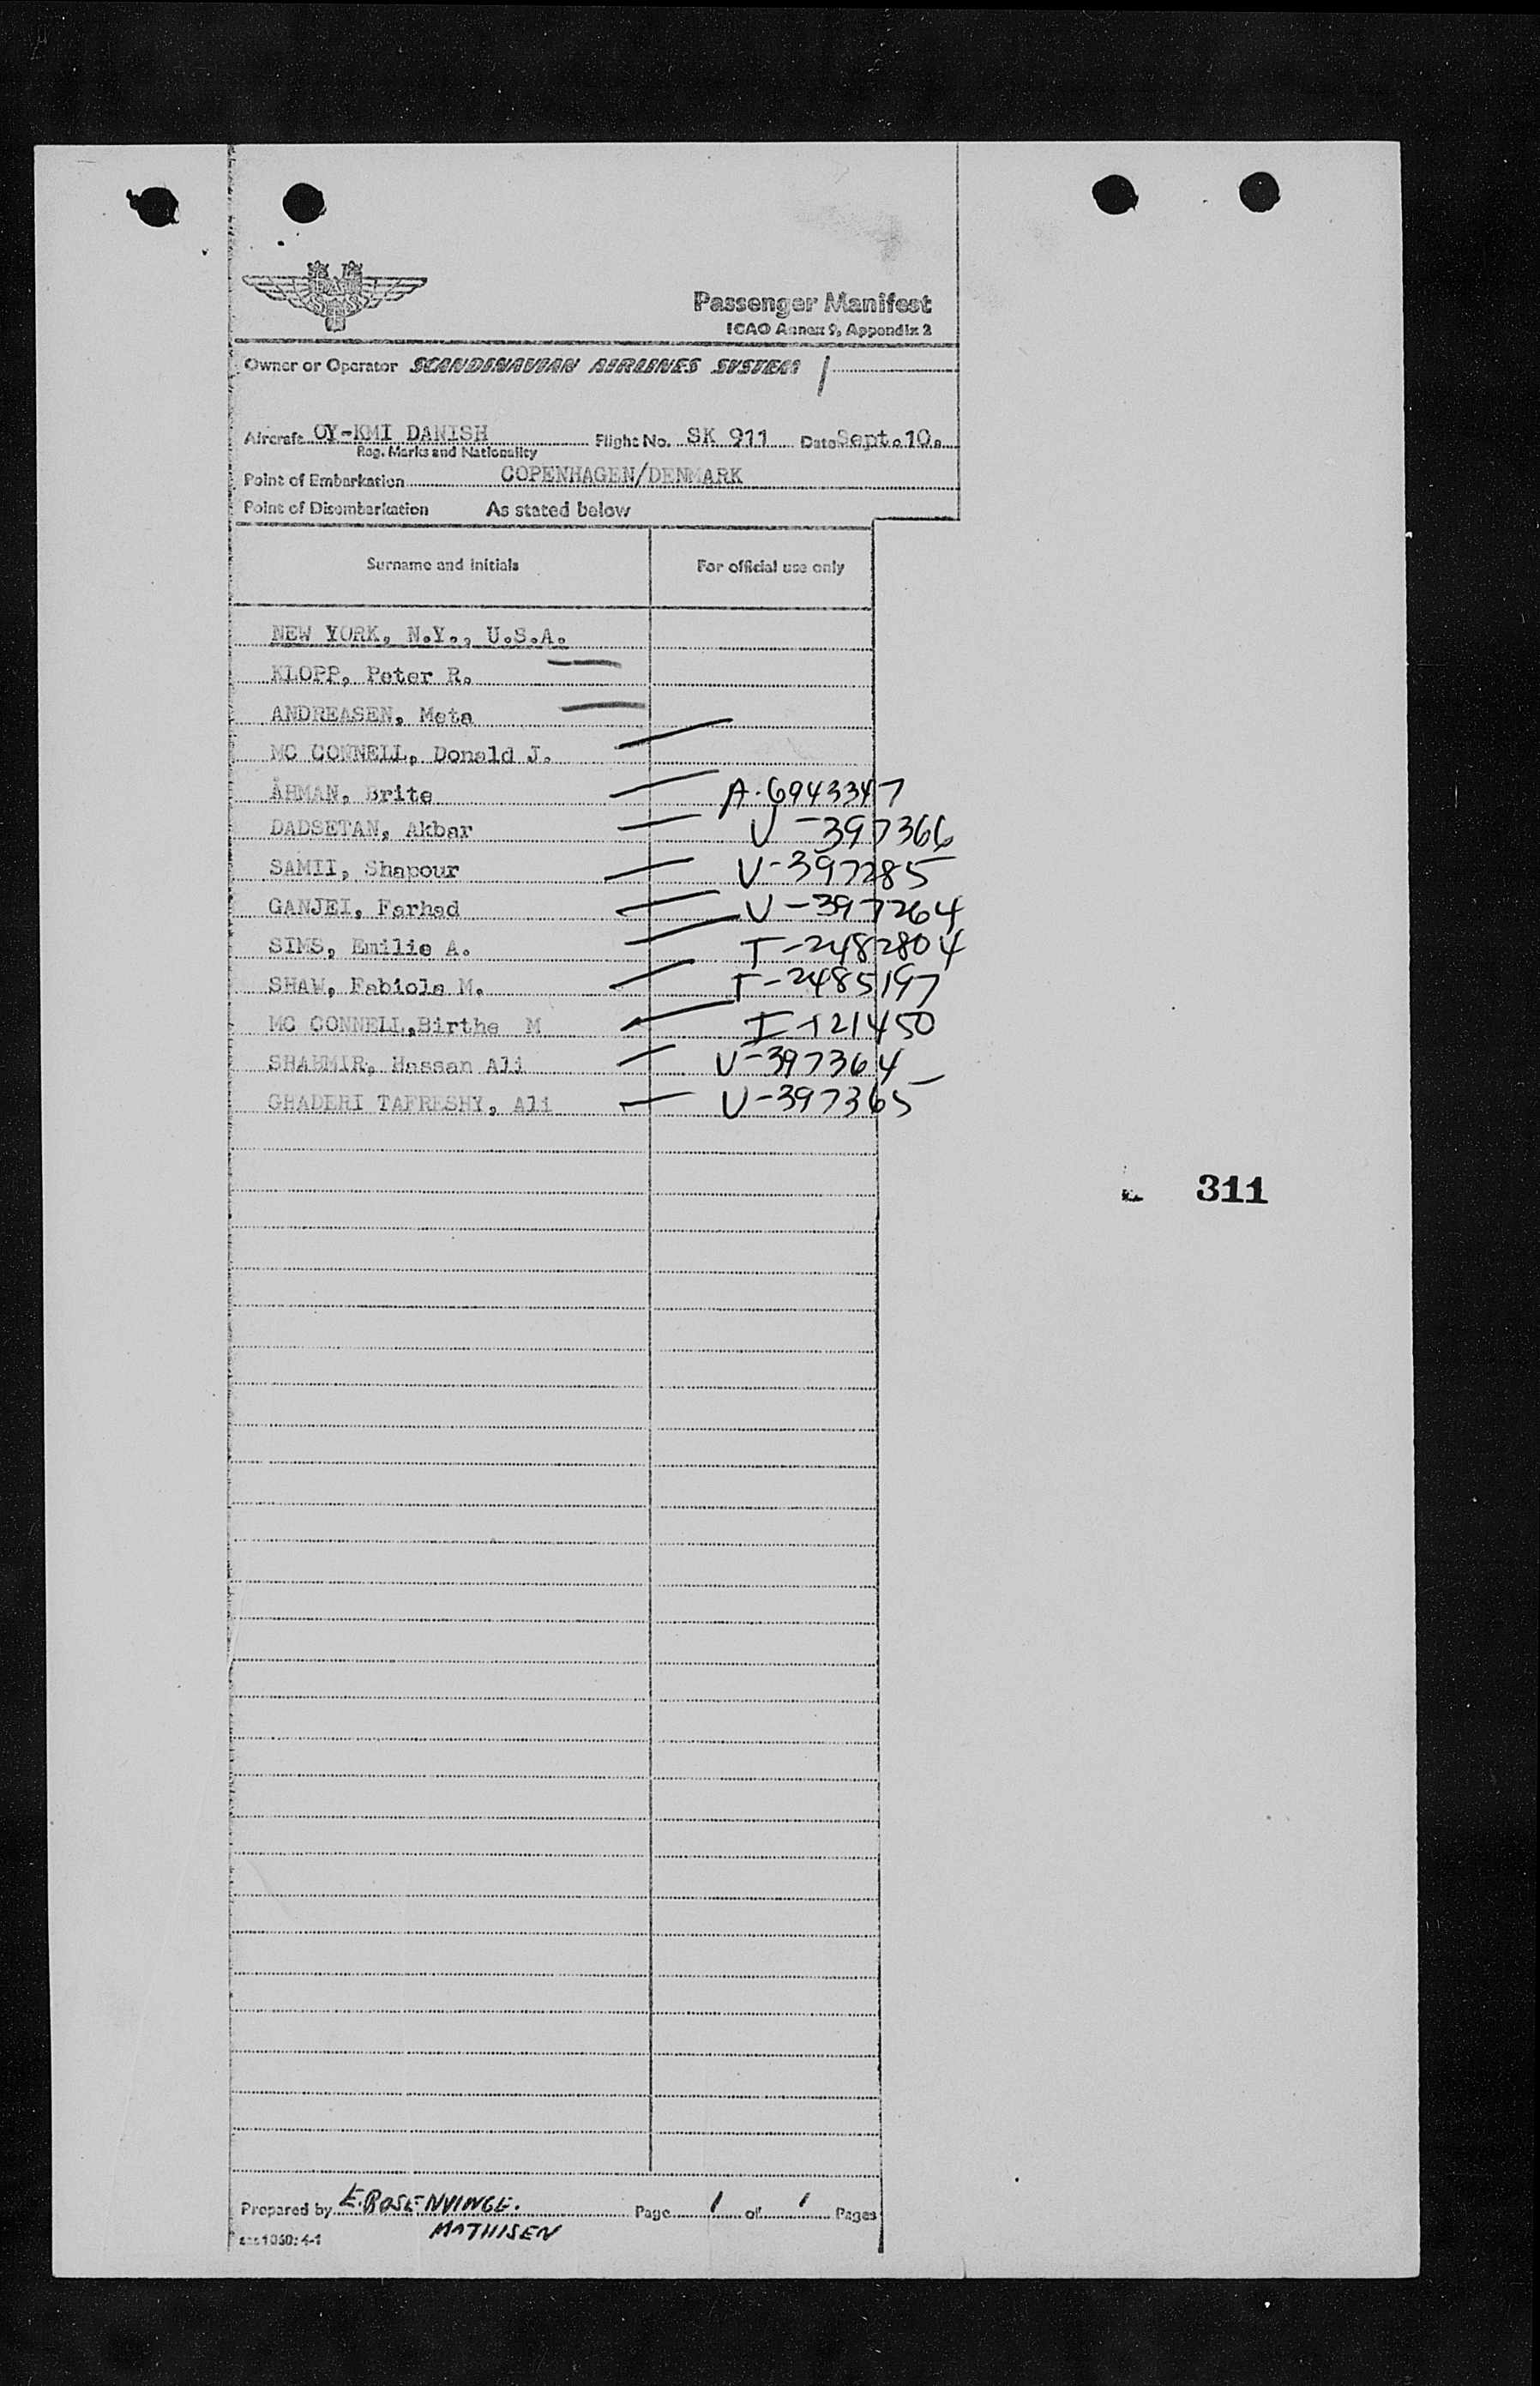 SAS
Passenger Manifest
ICAO Annex 9, Appendix 2
Owner or Operator SCANDINAVIAN AIRLINES SYSTEM /
Aircraft OY-KMI DANISH Flight No. SK 911 Date Sept. 10.
Reg. Marks and Nationality
Point of Embarkation COPENHAGEN/DENMARK
Point of Disembarkation As stated below
Surname and initials For official use only
NEW YORK, N.Y., U.S.A.
KLOPP, Peter R.
ANDREASEN, Meta
MC CONNELL, Donald J.
ÅHMAN, Brite A-6943347
DADSETAN, Akbar V-397366
SAMII, Shapour V-397285
GANJEI, Farhad V-397264
SIMS, Emilie A. T-2482804
SHAW, Fabiola M. T-2485197
MC CONNELL,Birthe M I-121450
SHAHMIR, Hassan Ali V-397364
GHADERI TAFRESHY, Ali V-397365
311
Prepared by E. ROSENVINGE. Page 1 of 1 Pages
MATHISEN